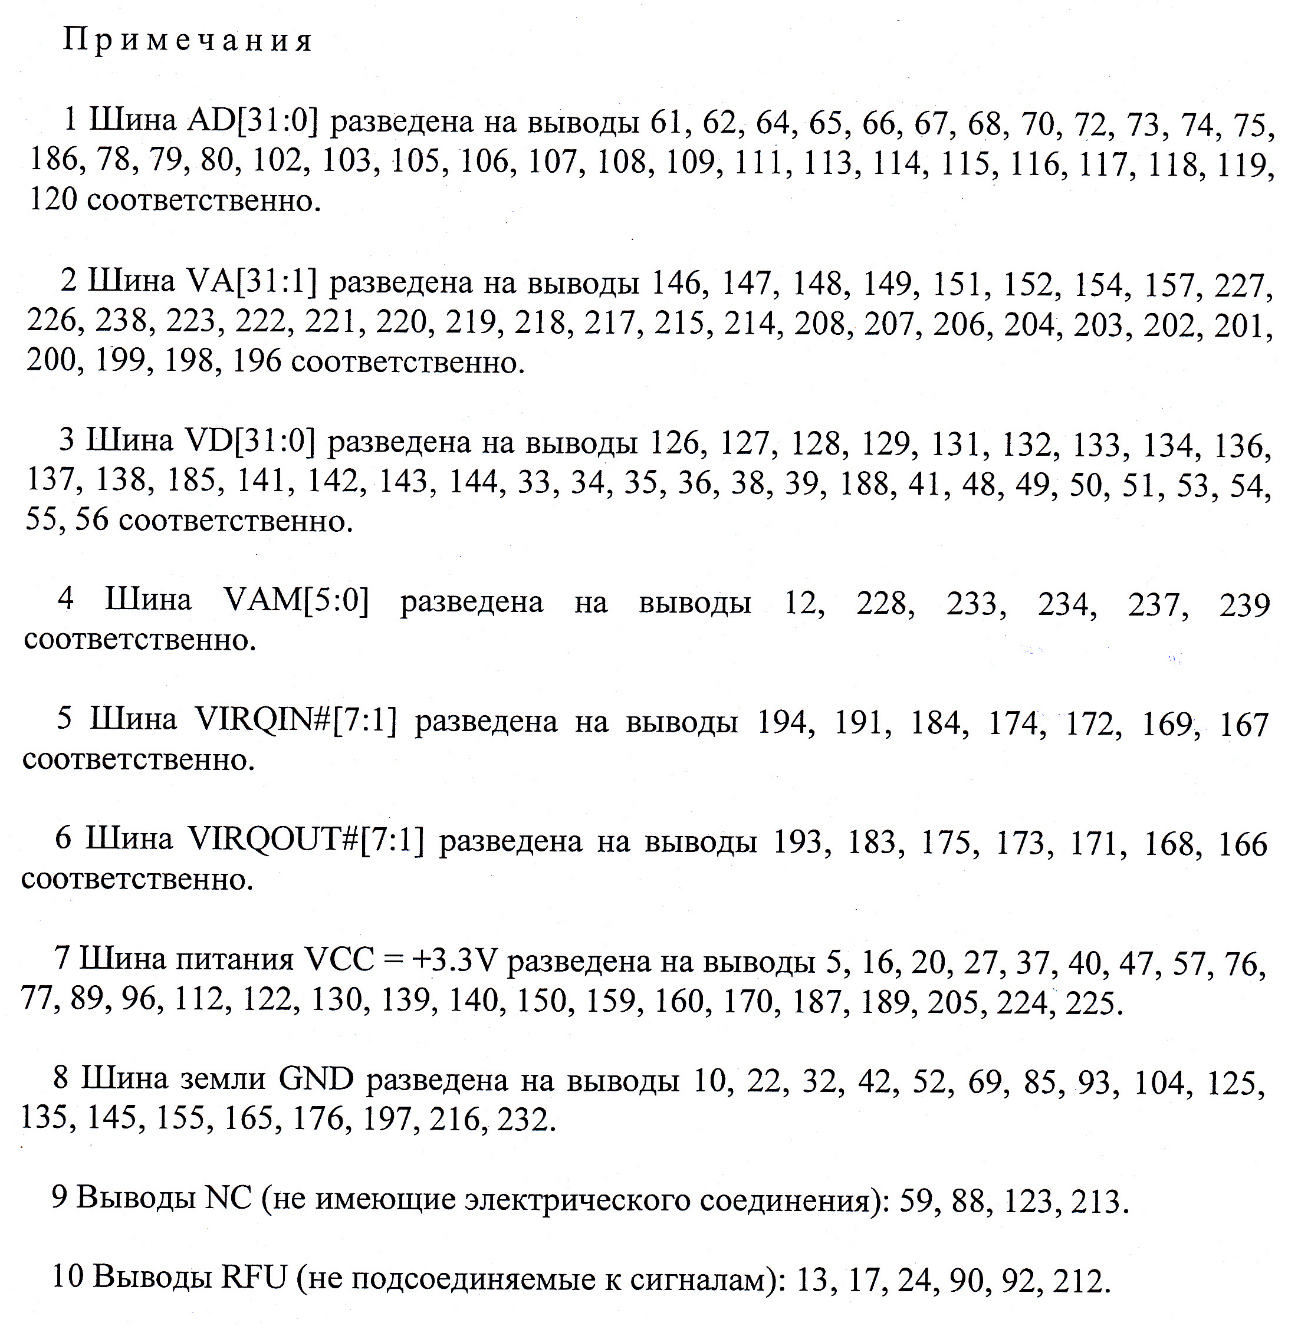 Примечания
1 Шина AD[31:0] разведена на выводы 61, 62, 64, 65, 66, 67, 68, 70, 72, 73, 74, 75,
186, 78, 79, 80, 102, 103, 105, 106, 107, 108, 109, 111, 113, 114, 115, 116, 117, 118, 119,
120 соответственно.
2 Шина VA[31:1] разведена на выводы 146, 147, 148, 149, 151, 152, 154, 157, 227,
226, 238, 223, 222, 221, 220, 219, 218, 217, 215, 214, 208, 207, 206, 204, 203, 202, 201,
200, 199, 198, 196 соответственно.
3 Шина VD[31:0] разведена на выводы 126, 127, 128, 129, 131, 132, 133, 134, 136,
137, 138, 185, 141, 142, 143, 144, 33, 34, 35, 36, 38, 39, 188, 41, 48, 49, 50, 51, 53, 54,
55, 56 соответственно.
4 Шина VAM[5:0] разведена на выводы 12, 228, 233, 234, 237, 239
соответственно.
5 Шина VIRQIN#[7:1] разведена на выводы 194, 191, 184, 174, 172, 169, 167
соответственно.
6 Шина VIRQOUT#[7:1] разведена на выводы 193, 183, 175, 173, 171, 168, 166
соответственно.
7 Шина питания VCC = +3.3V разведена на выводы 5, 16, 20, 27, 37, 40, 47, 57, 76,
77, 89, 96, 112, 122, 130, 139, 140, 150, 159, 160, 170, 187, 189, 205, 224, 225.
8 Шина земли GND разведена на выводы 10, 22, 32, 42, 52, 69, 85, 93, 104, 125,
135, 145, 155, 165, 176, 197, 216, 232.
9 Выводы NC (не имеющие электрического соединения): 59, 88, 123, 213.
10 Выводы RFU (не подсоединяемые к сигналам): 13, 17, 24, 90, 92, 212.